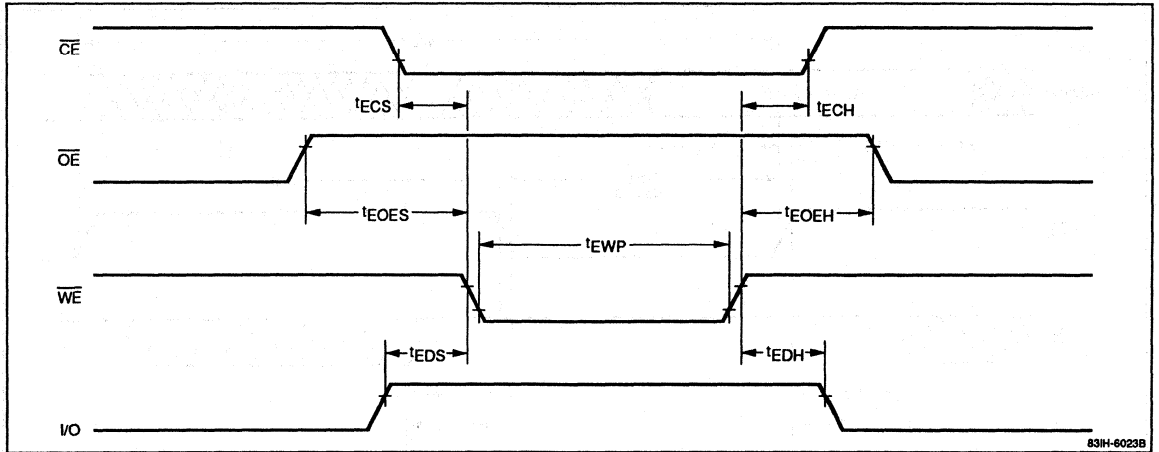 CE
tECS
tECH
OE
tEOES
tEOEH
tEWP
WE
tEDS
tEDH
I/O
83IH-6023B